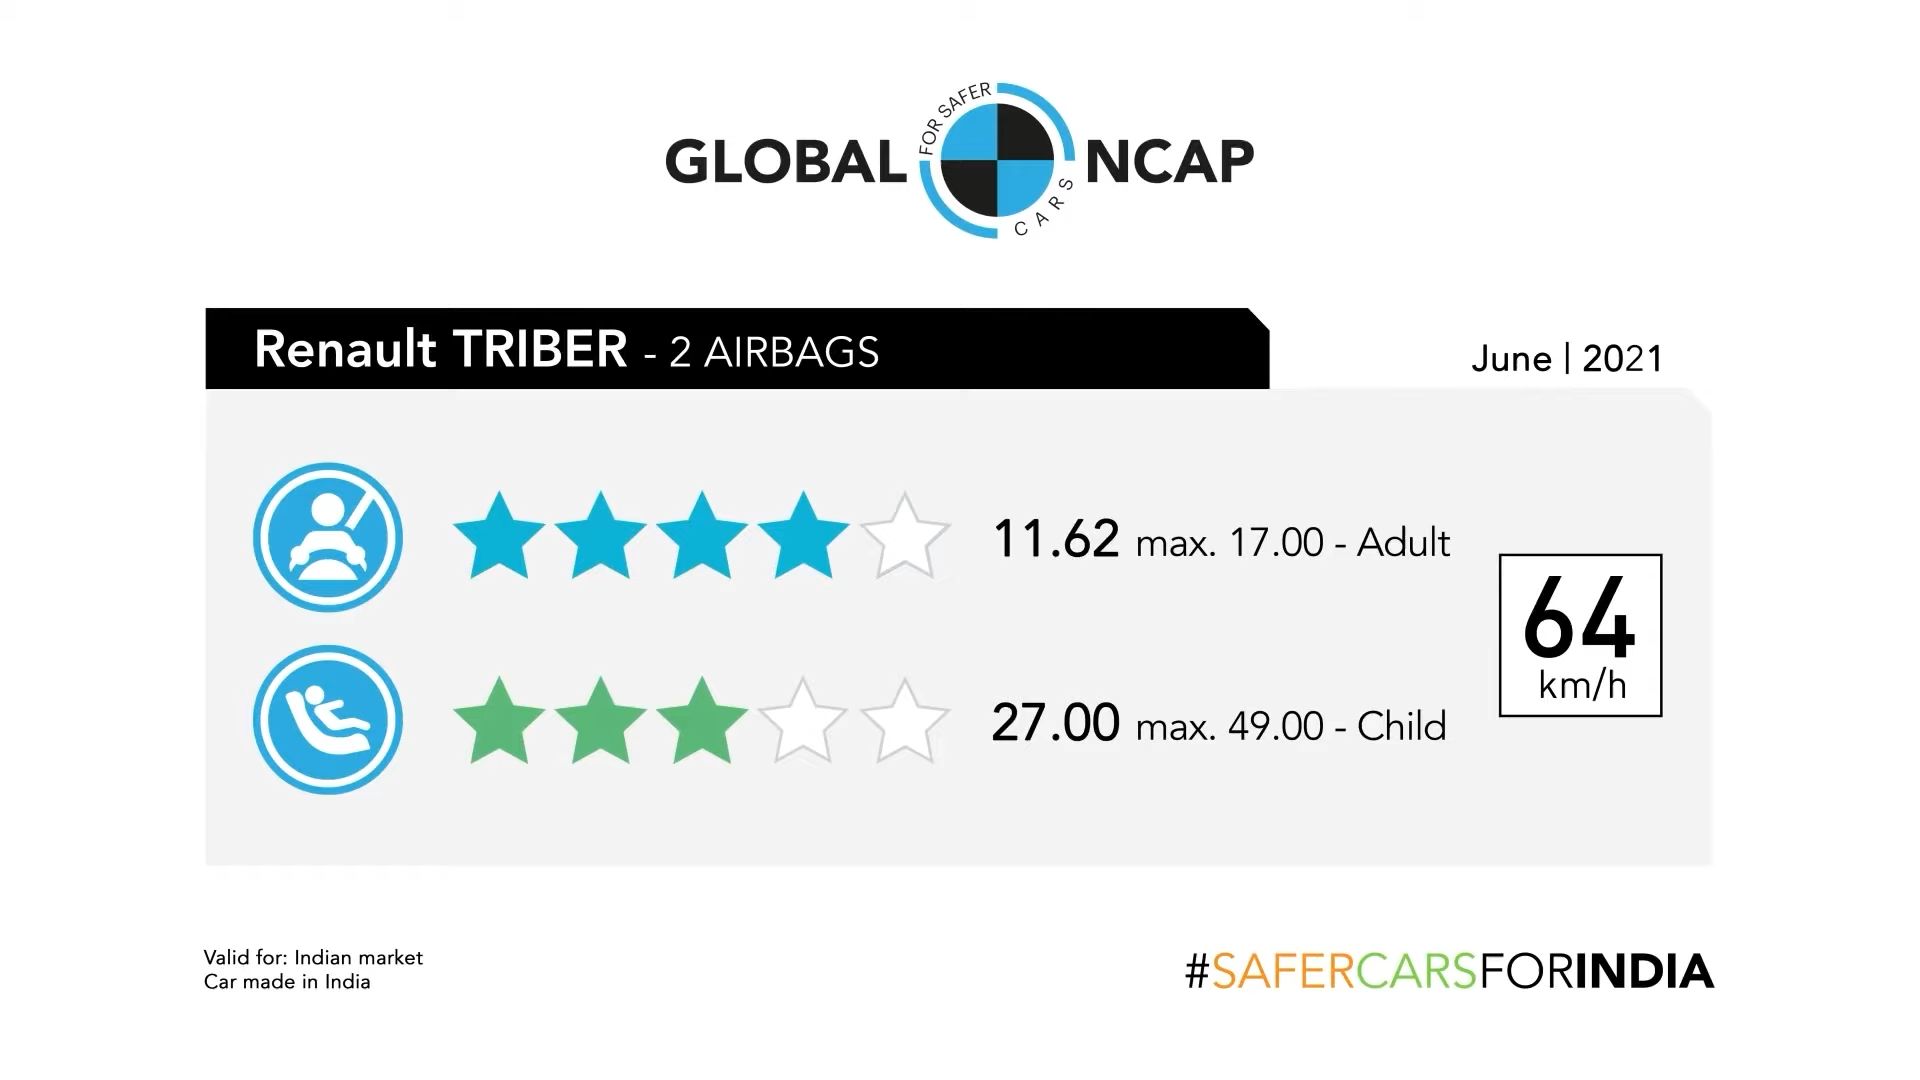 GLOBAL FOR SAFER CARS NCAP
Renault TRIBER - 2 AIRBAGS
June | 2021
11.62 max. 17.00 - Adult
27.00 max. 49.00 - Child
64
km/h
Valid for: Indian market
Car made in India
#SAFERCARSFORINDIA